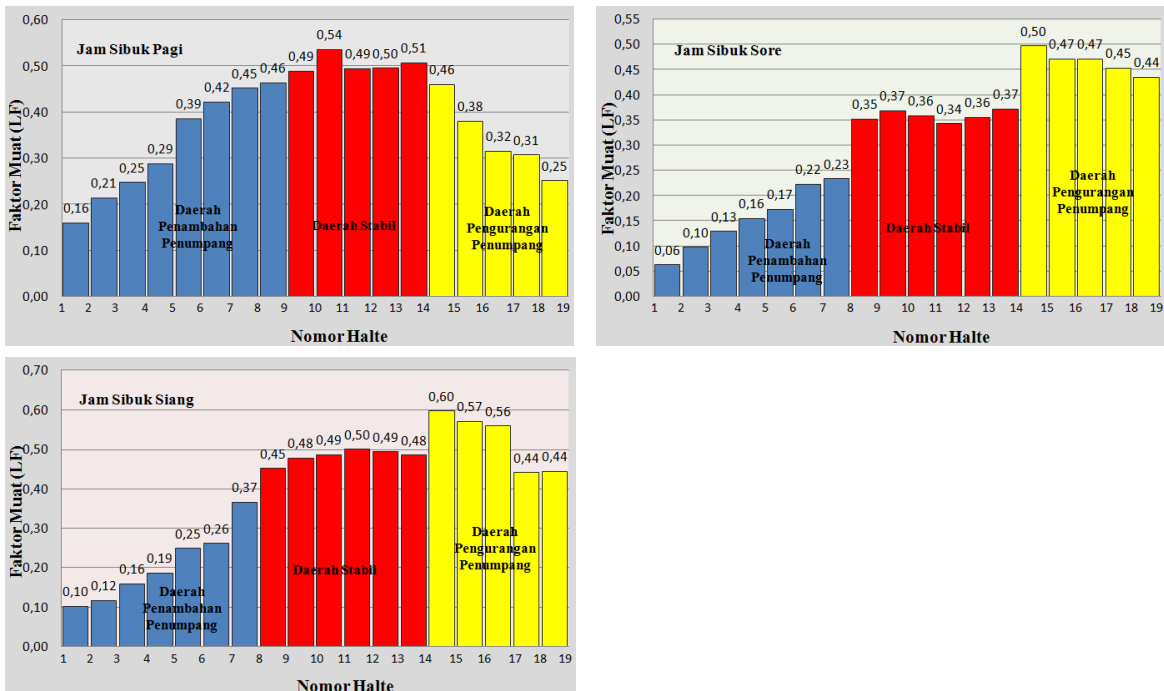 Jam Sibuk Pagi
Faktor Muat (LF)
0,60
0,50
0,40
0,30
0,20
0,10
0,00
0,16
0,21
0,25
0,29
0,39
0,42
0,45
0,46
0,49
0,54
0,49
0,50
0,51
0,46
0,38
0,32
0,31
0,25
Daerah
Penambahan
Penumpang
Daerah Stabil
Daerah
Pengurangan
Penumpang
1 2 3 4 5 6 7 8 9 10 11 12 13 14 15 16 17 18 19
Nomor Halte
Jam Sibuk Sore
Faktor Muat (LF)
0,55
0,50
0,45
0,40
0,35
0,30
0,25
0,20
0,15
0,10
0,05
0,00
0,06
0,10
0,13
0,16
0,17
0,22
0,23
0,35
0,37
0,36
0,34
0,36
0,37
0,50
0,47
0,47
0,45
0,44
Daerah
Penambahan
Penumpang
Daerah Stabil
Daerah
Pengurangan
Penumpang
1 2 3 4 5 6 7 8 9 10 11 12 13 14 15 16 17 18 19
Nomor Halte
Jam Sibuk Siang
Faktor Muat (LF)
0,70
0,60
0,50
0,40
0,30
0,20
0,10
0,00
0,10
0,12
0,16
0,19
0,25
0,26
0,37
0,45
0,48
0,49
0,50
0,49
0,48
0,60
0,57
0,56
0,44
0,44
Daerah
Penambahan
Penumpang
Daerah Stabil
Daerah
Pengurangan
Penumpang
1 2 3 4 5 6 7 8 9 10 11 12 13 14 15 16 17 18 19
Nomor Halte